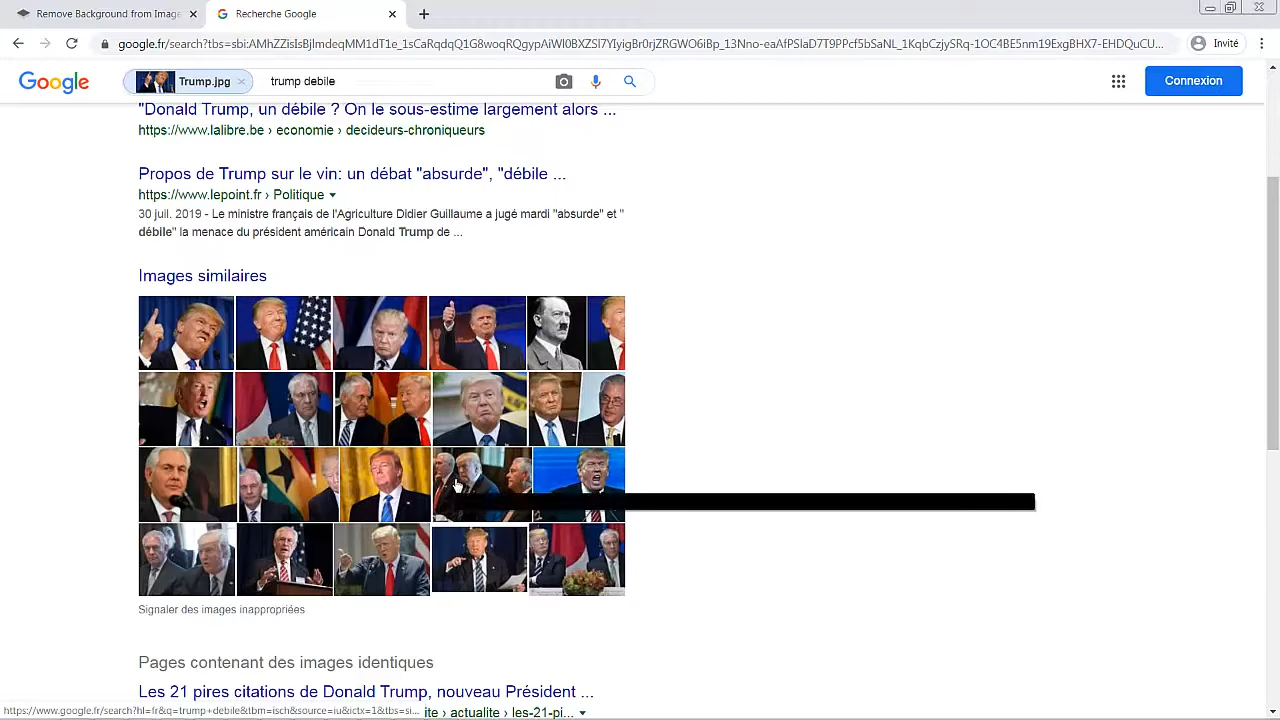 Remove Background from Imag
Recherche Google
google.fr/search?tbs=sbi:
Invité
Google
Trump.jpg
trump debile
Connexion
"Donald Trump, un débile ? On le sous-estime largement alors ...
https://www.lalibre.be › economie › decideurs-chroniqueurs
Propos de Trump sur le vin: un débat "absurde", "débile ...
https://www.lepoint.fr › Politique
30 juil. 2019 - Le ministre français de l'Agriculture Didier Guillaume a jugé mardi "absurde" et "
débile" la menace du président américain Donald Trump de ...
Images similaires
Signaler des images inappropriées
Pages contenant des images identiques
Les 21 pires citations de Donald Trump, nouveau Président ...
https://www.google.fr/search?hl=fr&q=trump+debile&tbm=isch&source=iu&ictx=1&tbs=si...
ite › actualite › les-21-pi...